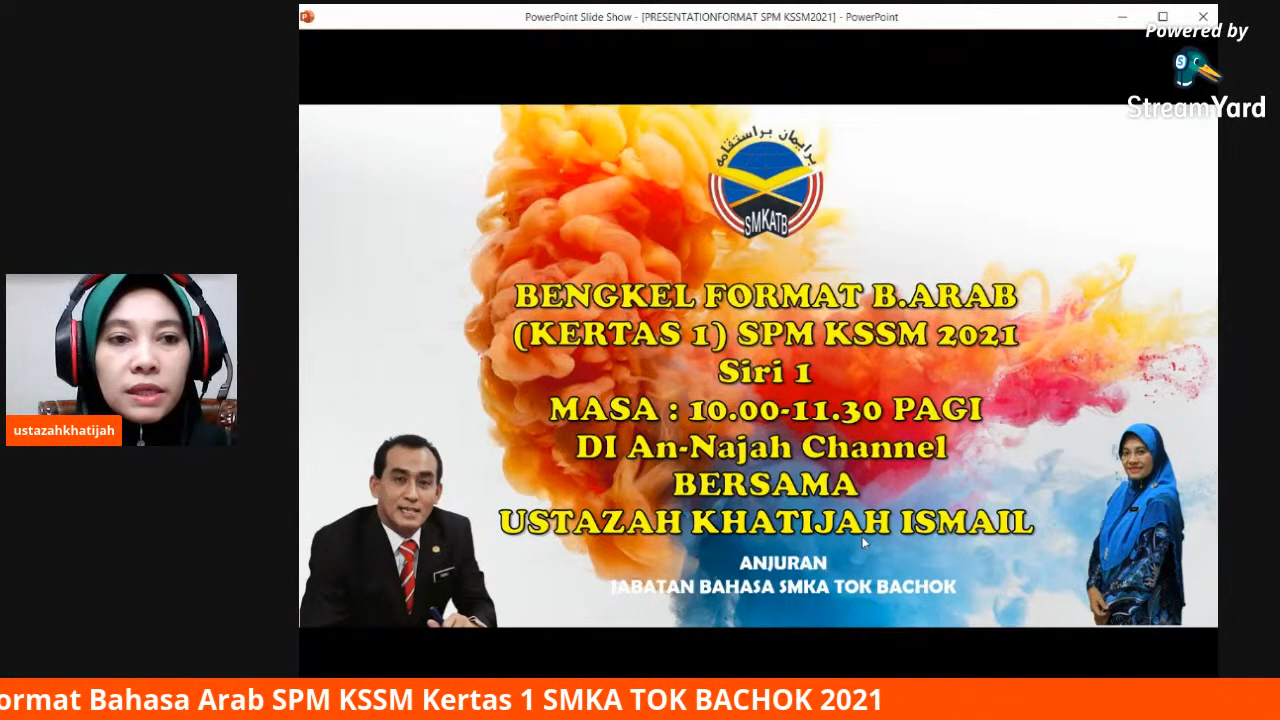 PowerPoint Slide Show - [PRESENTATIONFORMAT SPM KSSM2021] - PowerPoint
Powered by
StreamYard
برايمان براستقامه
SMKATB
BENGKEL FORMAT B.ARAB
(KERTAS 1) SPM KSSM 2021
Siri 1
MASA : 10.00-11.30 PAGI
DI An-Najah Channel
BERSAMA
USTAZAH KHATIJAH ISMAIL
ANJURAN
JABATAN BAHASA SMKA TOK BACHOK
ustazahkhatijah
ormat Bahasa Arab SPM KSSM Kertas 1 SMKA TOK BACHOK 2021